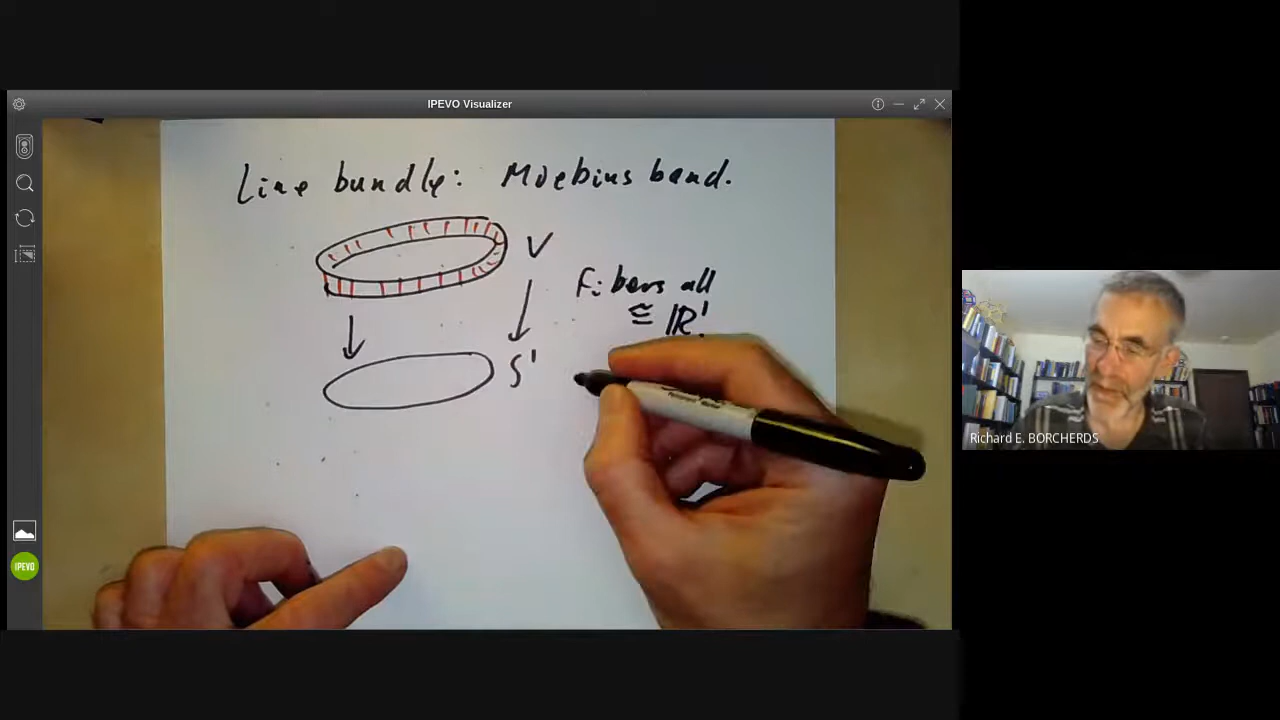 IPEVO Visualizer
Line bundle: Moebius band.
V
Fibers all
≅ ℝ¹.
S¹
Richard E. BORCHERDS
IPEVO